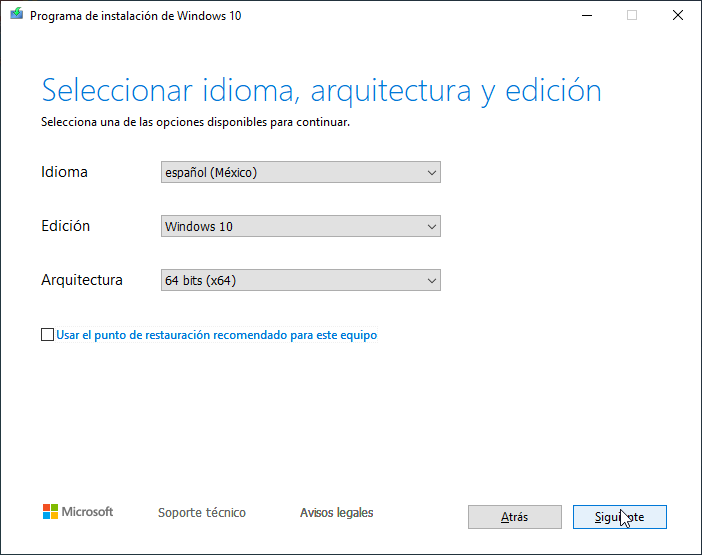 Programa de instalación de Windows 10
Seleccionar idioma, arquitectura y edición
Selecciona una de las opciones disponibles para continuar.
Idioma español (México)
Edición Windows 10
Arquitectura 64 bits (x64)
Usar el punto de restauración recomendado para este equipo
Microsoft Soporte técnico Avisos legales Atrás Siguiente